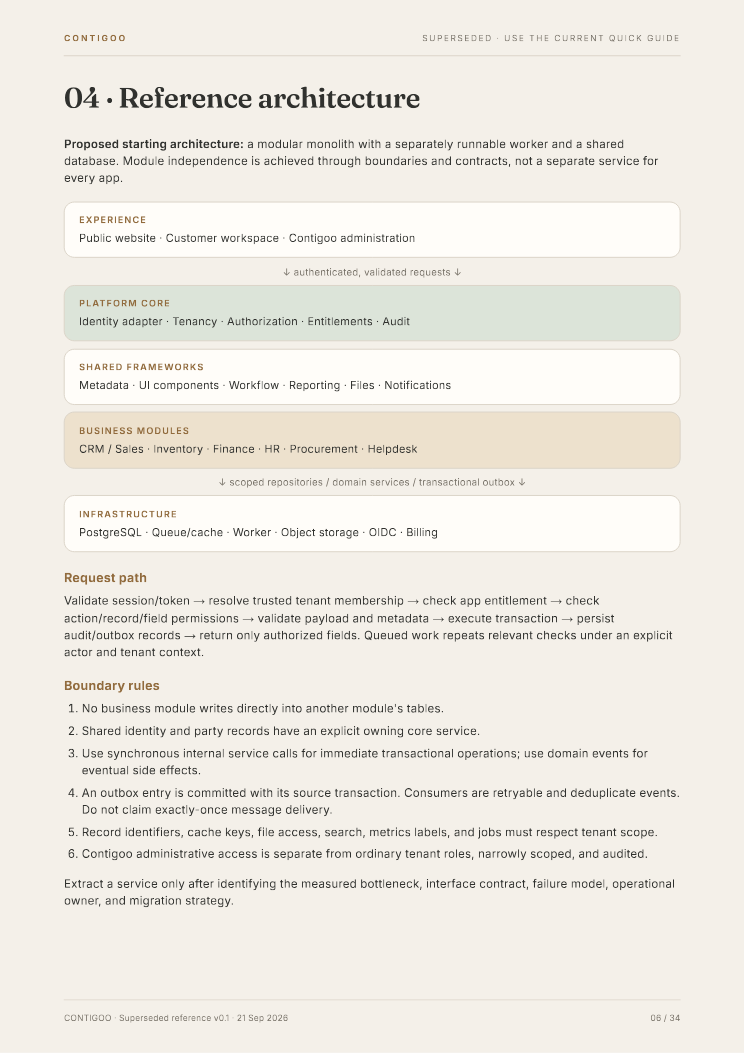 CONTIGOO
SUPERSEDED · USE THE CURRENT QUICK GUIDE
04 · Reference architecture
Proposed starting architecture: a modular monolith with a separately runnable worker and a shared
database. Module independence is achieved through boundaries and contracts, not a separate service for
every app.
EXPERIENCE
Public website · Customer workspace · Contigoo administration
↓ authenticated, validated requests ↓
PLATFORM CORE
Identity adapter · Tenancy · Authorization · Entitlements · Audit
SHARED FRAMEWORKS
Metadata · UI components · Workflow · Reporting · Files · Notifications
BUSINESS MODULES
CRM / Sales · Inventory · Finance · HR · Procurement · Helpdesk
↓ scoped repositories / domain services / transactional outbox ↓
INFRASTRUCTURE
PostgreSQL · Queue/cache · Worker · Object storage · OIDC · Billing
Request path
Validate session/token → resolve trusted tenant membership → check app entitlement → check
action/record/field permissions → validate payload and metadata → execute transaction → persist
audit/outbox records → return only authorized fields. Queued work repeats relevant checks under an explicit
actor and tenant context.
Boundary rules
1. No business module writes directly into another module's tables.
2. Shared identity and party records have an explicit owning core service.
3. Use synchronous internal service calls for immediate transactional operations; use domain events for
eventual side effects.
4. An outbox entry is committed with its source transaction. Consumers are retryable and deduplicate events.
Do not claim exactly-once message delivery.
5. Record identifiers, cache keys, file access, search, metrics labels, and jobs must respect tenant scope.
6. Contigoo administrative access is separate from ordinary tenant roles, narrowly scoped, and audited.
Extract a service only after identifying the measured bottleneck, interface contract, failure model, operational
owner, and migration strategy.
CONTIGOO · Superseded reference v0.1 · 21 Sep 2026
06 / 34